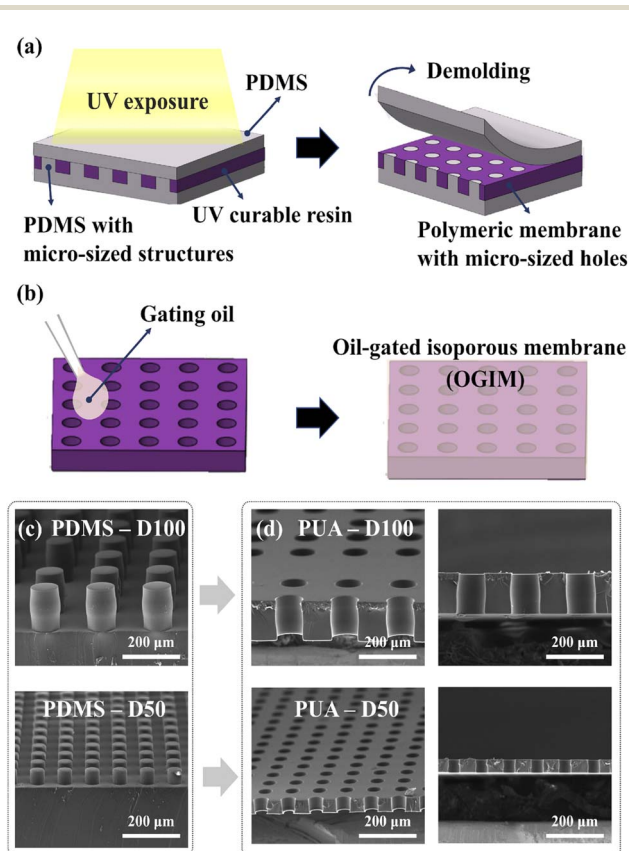 (a)
UV exposure
PDMS
Demolding
PDMS with
micro-sized structures
UV curable resin
Polymeric membrane
with micro-sized holes
(b)
Gating oil
Oil-gated isoporous membrane
(OGIM)
(c) PDMS – D100
200 μm
(d) PUA – D100
200 μm
200 μm
PDMS – D50
200 μm
PUA – D50
200 μm
200 μm